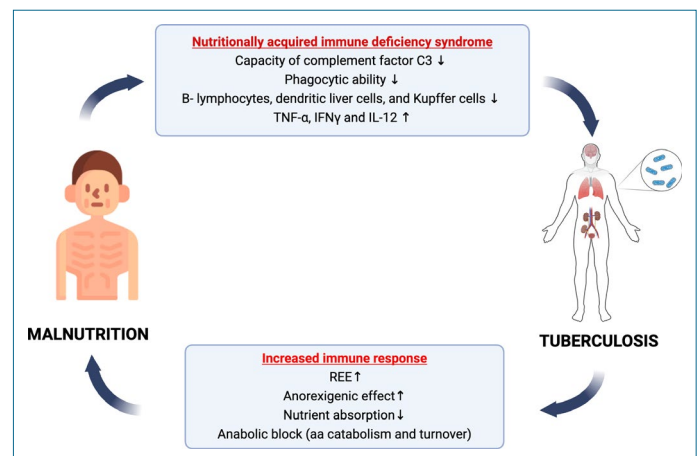 Nutritionally acquired immune deficiency syndrome
Capacity of complement factor C3 ↓
Phagocytic ability ↓
B- lymphocytes, dendritic liver cells, and Kupffer cells ↓
TNF-α, IFNγ and IL-12 ↑
MALNUTRITION
TUBERCULOSIS
Increased immune response
REE↑
Anorexigenic effect↑
Nutrient absorption↓
Anabolic block (aa catabolism and turnover)